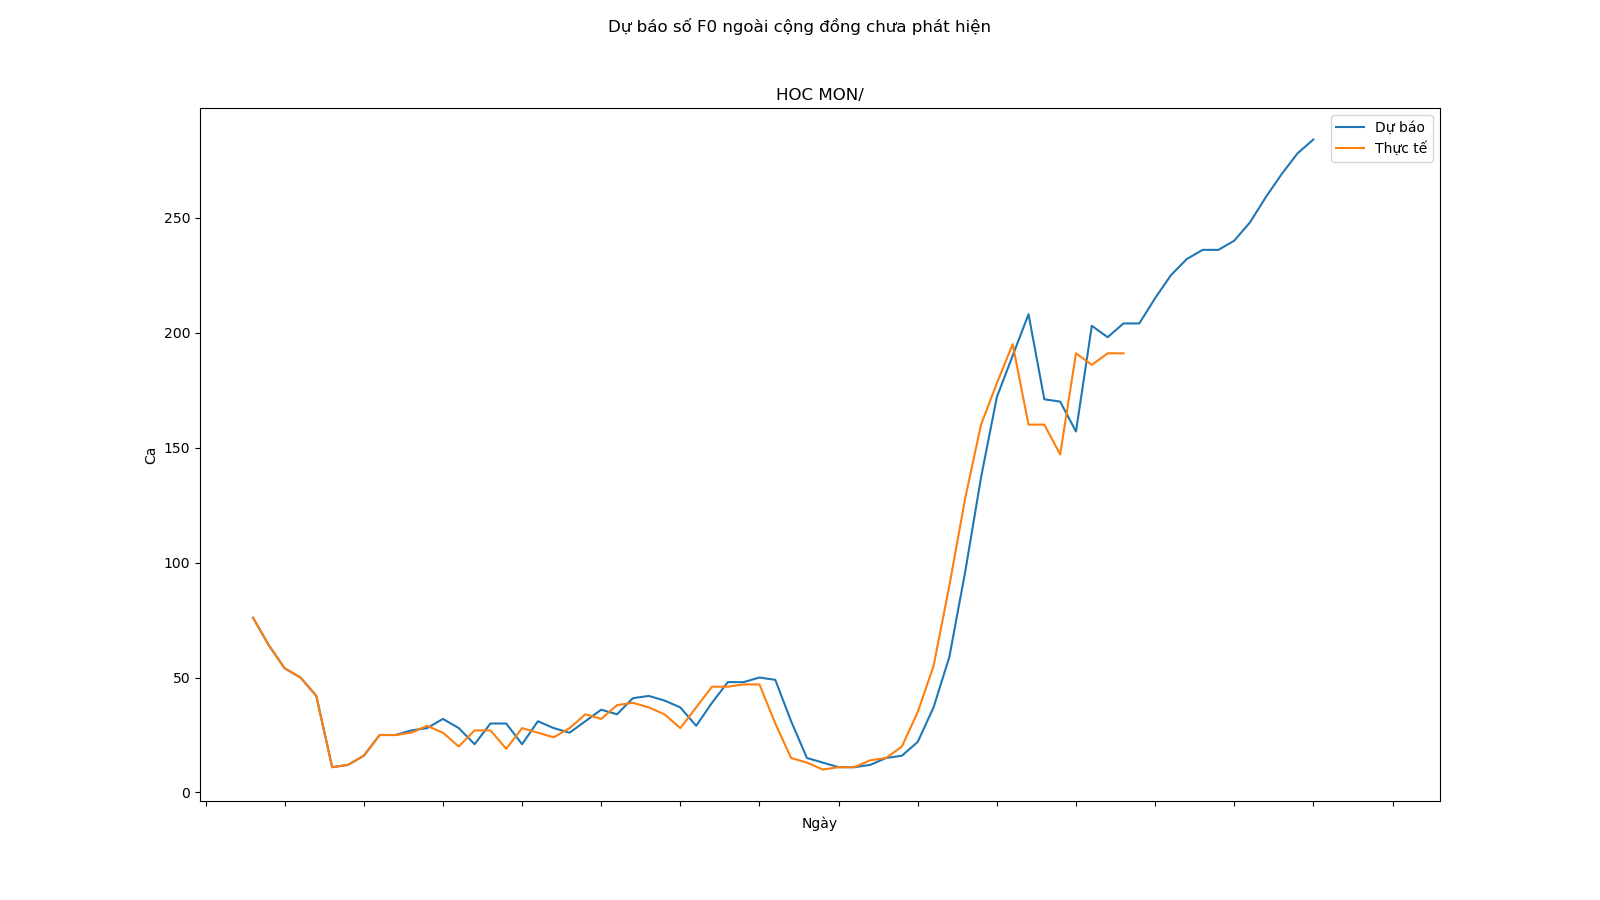 Dự báo số F0 ngoài cộng đồng chưa phát hiện
HOC MON/
Dự báo
Thực tế
250
200
150
100
50
0
Ca
Ngày